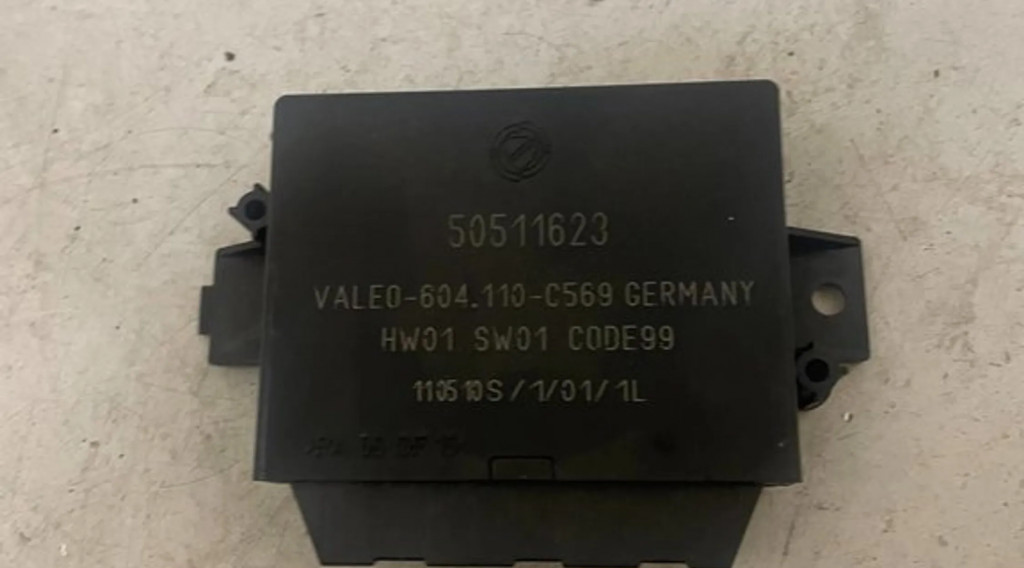 50511623
VALEO-604.110-C569 GERMANY
HW01 SW01 CODE99
110510S/1/01/1L